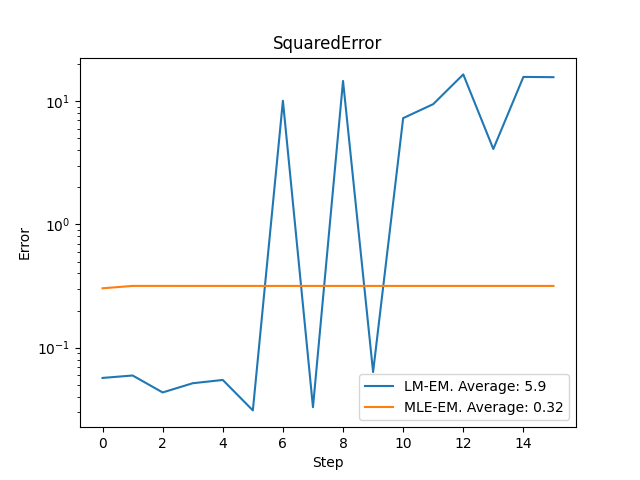 SquaredError
Error
10¹
10⁰
10⁻¹
0 2 4 6 8 10 12 14
Step
LM-EM. Average: 5.9
MLE-EM. Average: 0.32